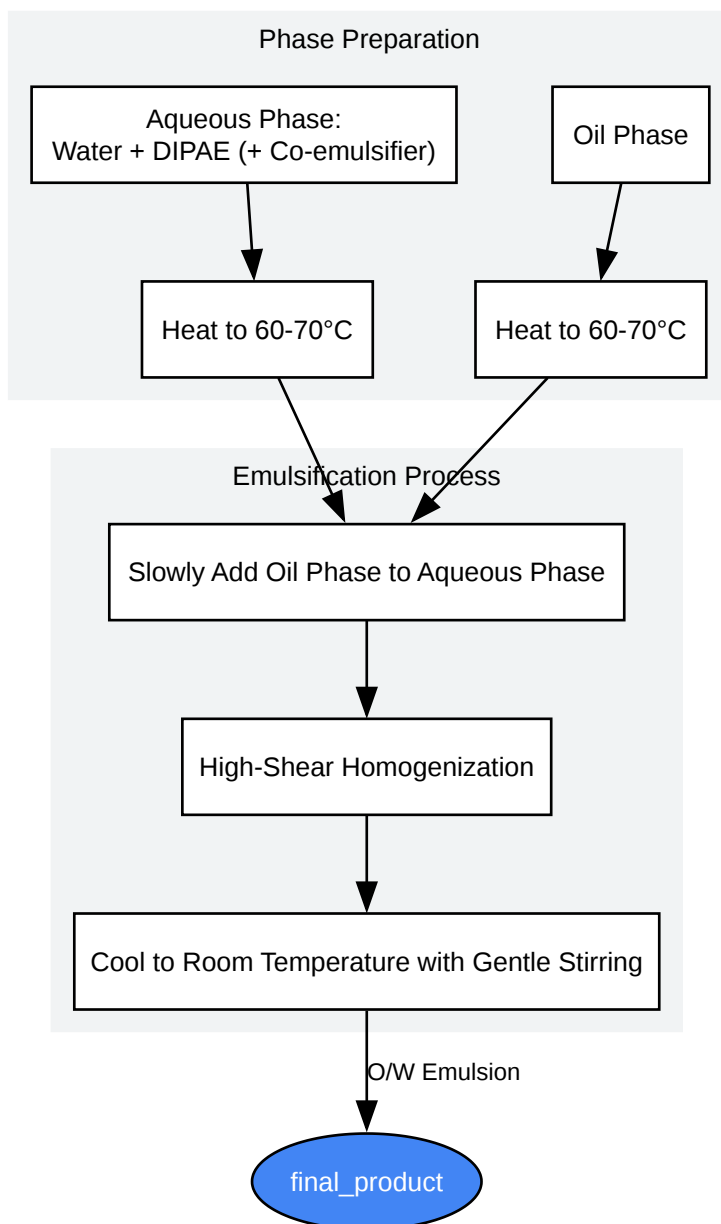 Phase Preparation
Aqueous Phase:
Water + DIPAE (+ Co-emulsifier)
Oil Phase
Heat to 60-70°C
Heat to 60-70°C
Emulsification Process
Slowly Add Oil Phase to Aqueous Phase
High-Shear Homogenization
Cool to Room Temperature with Gentle Stirring
O/W Emulsion
final_product